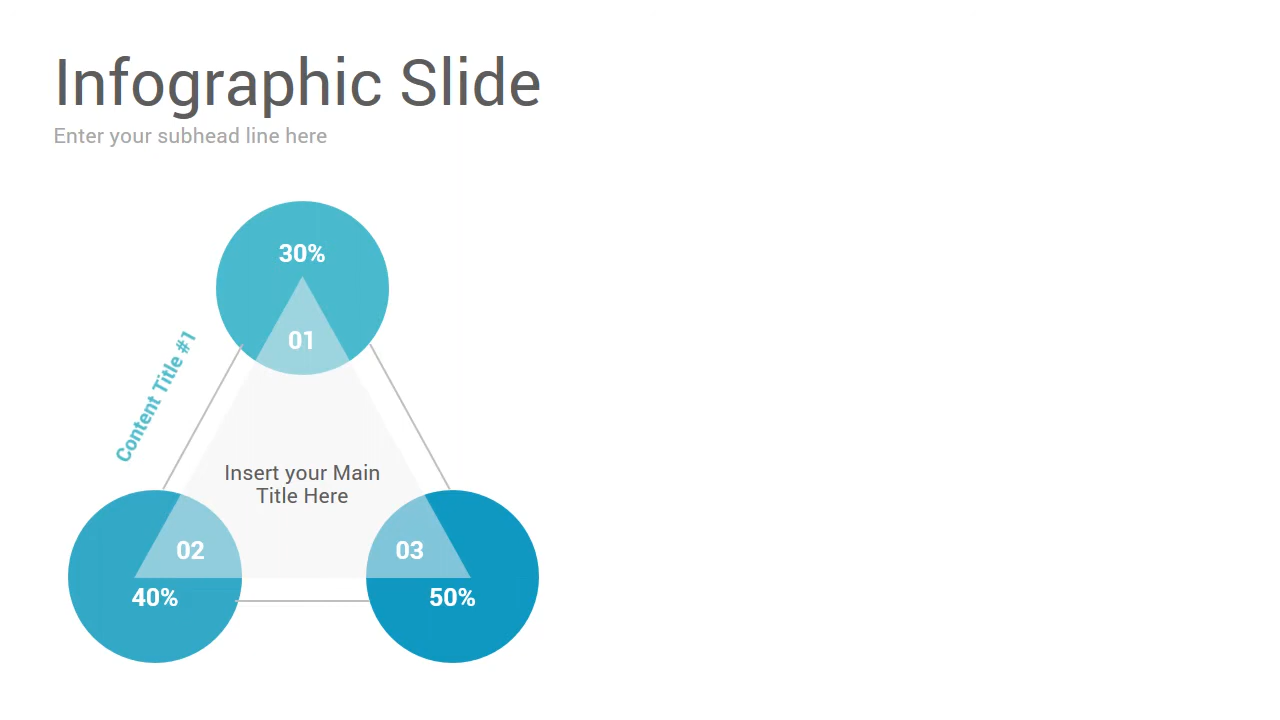 Infographic Slide
Enter your subhead line here
30%
01
Content Title #1
Insert your Main
Title Here
02
03
40%
50%